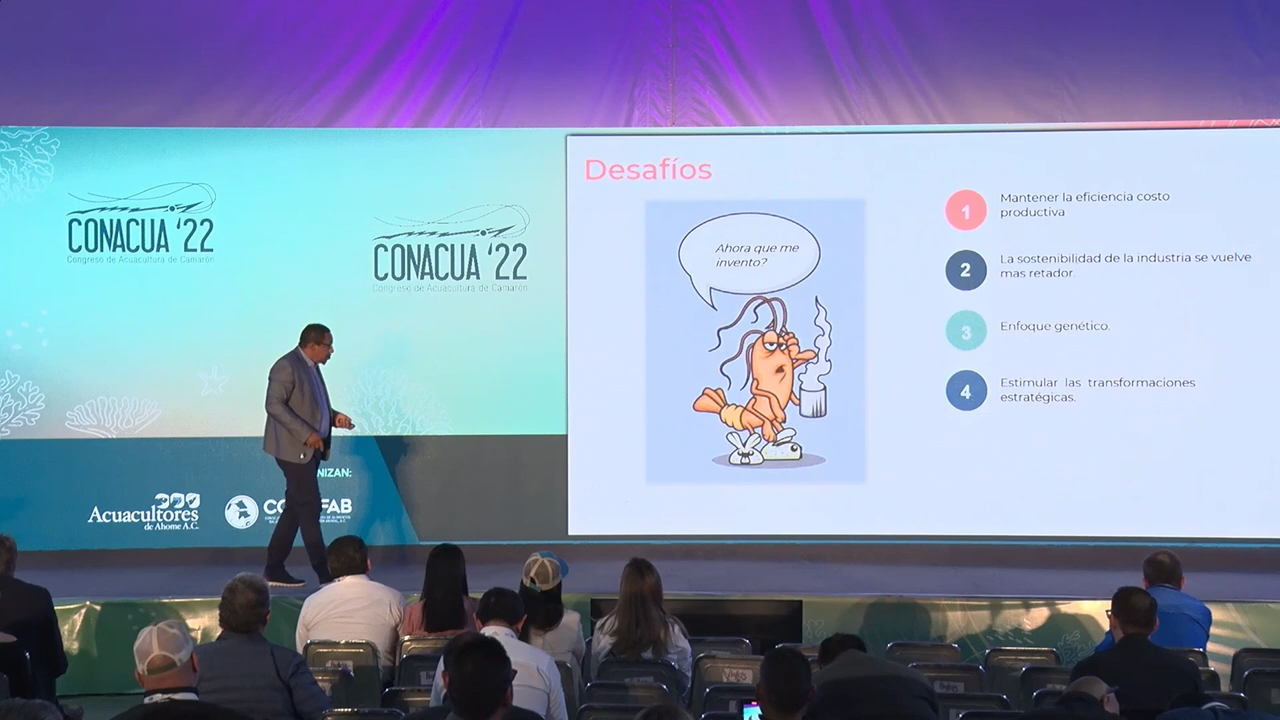 CONACUA '22
Congreso de Acuacultura de Camarón
CONACUA '22
Congreso de Acuacultura de Camarón
NIZAN:
Acuacultores
de Ahome A.C.
FAB
Desafíos
Ahora que me
invento?
1
Mantener la eficiencia costo
productiva
2
La sostenibilidad de la industria se vuelve
mas retador.
3
Enfoque genético.
4
Estimular las transformaciones
estratégicas.